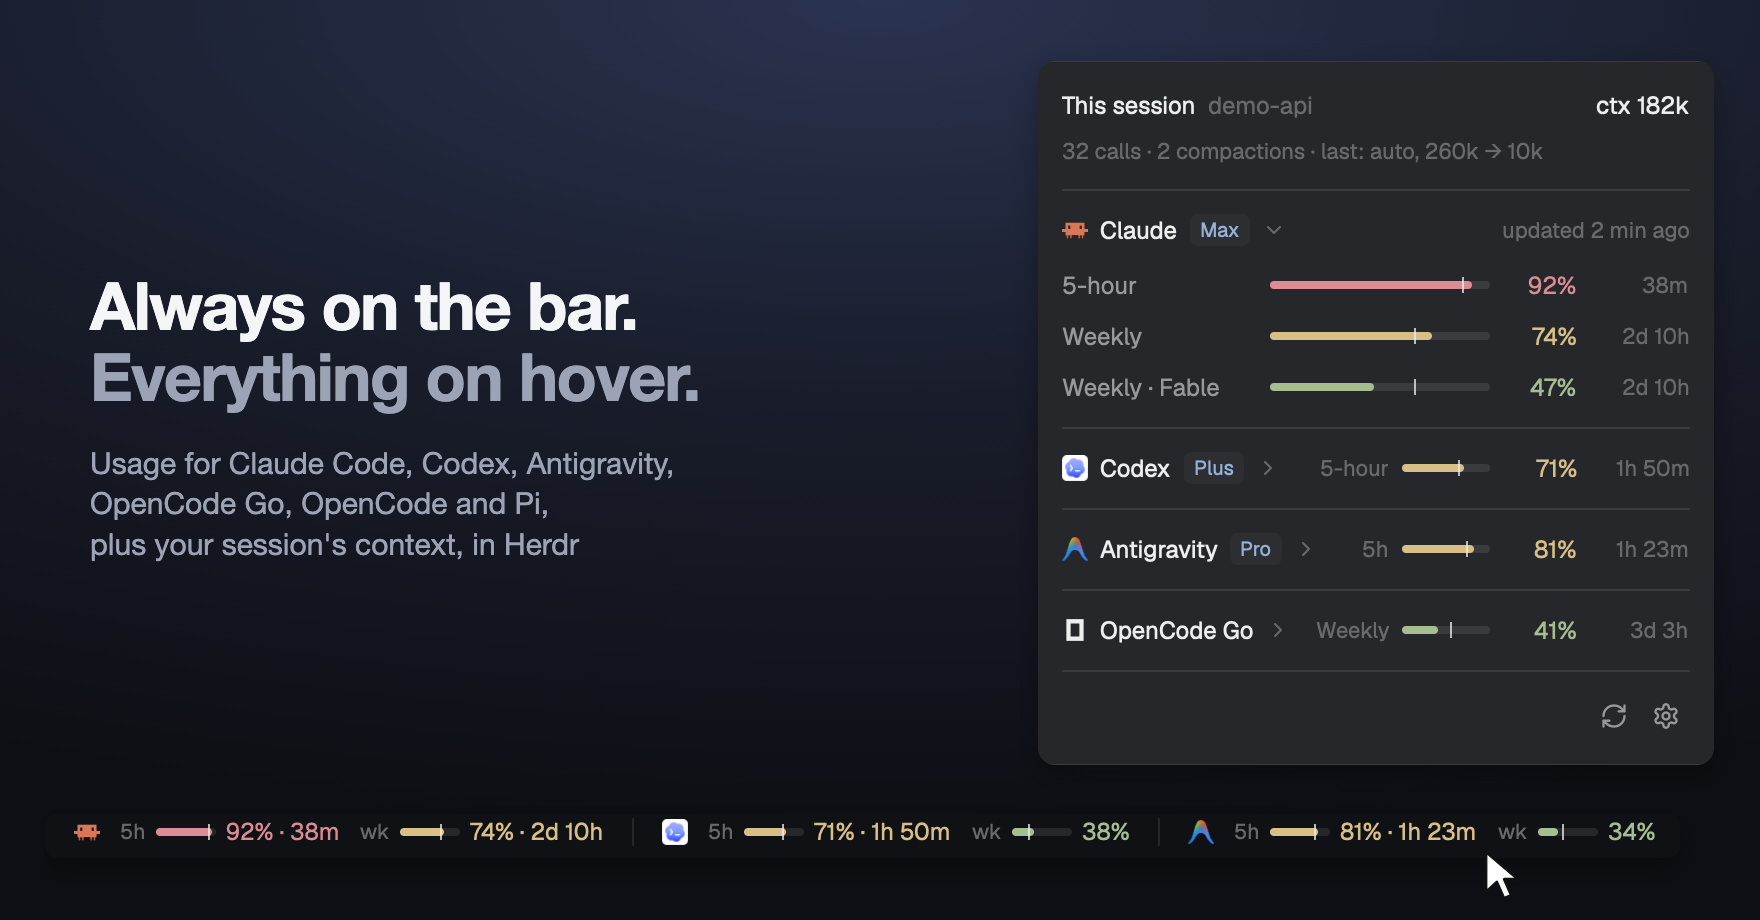 Always on the bar.
Everything on hover.
Usage for Claude Code, Codex, Antigravity,
OpenCode Go, OpenCode and Pi,
plus your session's context, in Herdr
This session demo-api ctx 182k
32 calls · 2 compactions · last: auto, 260k → 10k
Claude Max updated 2 min ago
5-hour 92% 38m
Weekly 74% 2d 10h
Weekly · Fable 47% 2d 10h
Codex Plus 5-hour 71% 1h 50m
Antigravity Pro 5h 81% 1h 23m
OpenCode Go Weekly 41% 3d 3h
5h 92% · 38m wk 74% · 2d 10h 5h 71% · 1h 50m wk 38% 5h 81% · 1h 23m wk 34%